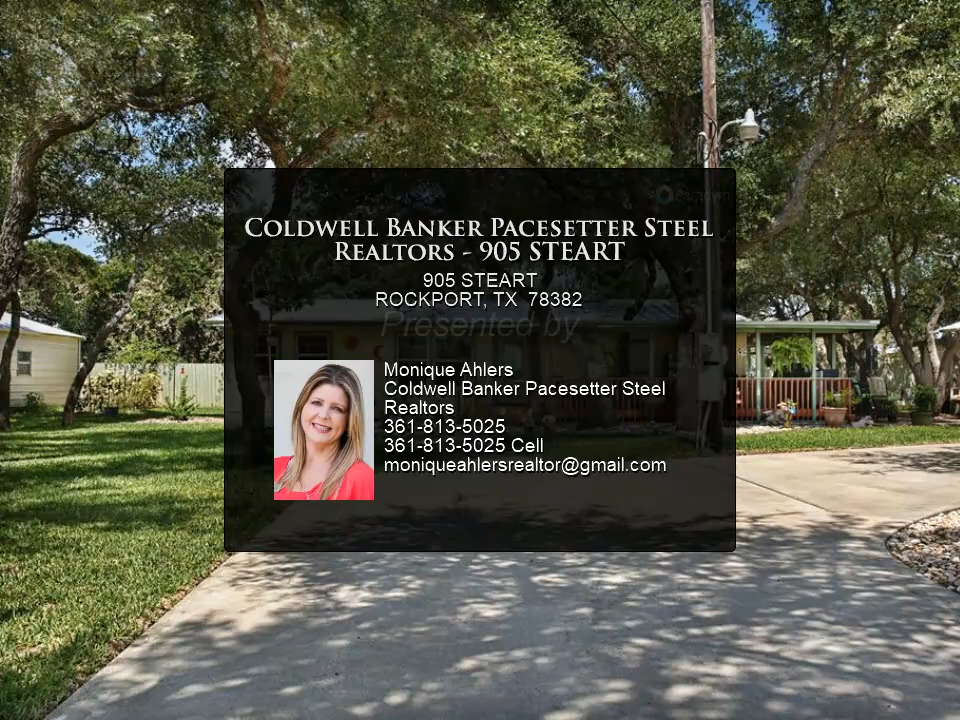 Coldwell Banker Pacesetter Steel
Realtors - 905 STEART
905 STEART
ROCKPORT, TX 78382
Presented by
Monique Ahlers
Coldwell Banker Pacesetter Steel
Realtors
361-813-5025
361-813-5025 Cell
moniqueahlersrealtor@gmail.com